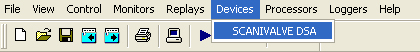 File View Control Monitors Replays Devices Processors Loggers Help
SCANIVALVE DSA